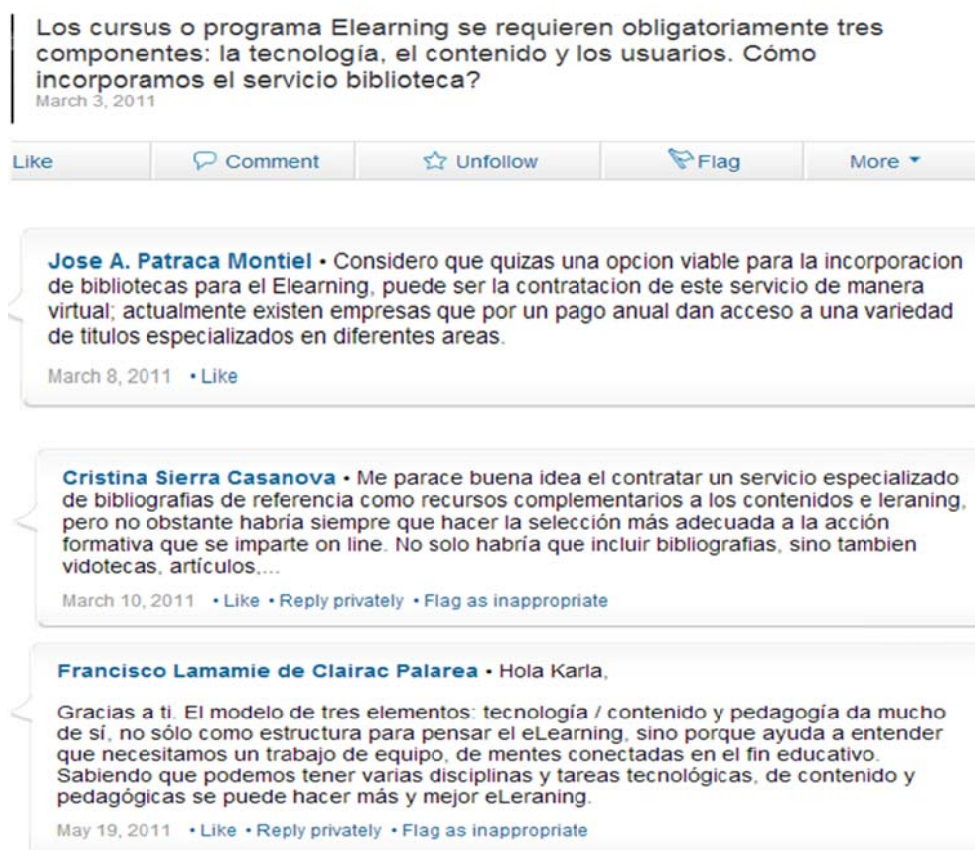 Los cursus o programa Elearning se requieren obligatoriamente tres
componentes: la tecnología, el contenido y los usuarios. Cómo
incorporamos el servicio biblioteca?
March 3, 2011
Like Comment Unfollow Flag More
Jose A. Patraca Montiel • Considero que quizas una opcion viable para la incorporacion
de bibliotecas para el Elearning, puede ser la contratacion de este servicio de manera
virtual; actualmente existen empresas que por un pago anual dan acceso a una variedad
de titulos especializados en diferentes areas.
March 8, 2011 • Like
Cristina Sierra Casanova • Me parace buena idea el contratar un servicio especializado
de bibliografias de referencia como recursos complementarios a los contenidos e leraning,
pero no obstante habría siempre que hacer la selección más adecuada a la acción
formativa que se imparte on line. No solo habría que incluir bibliografias, sino tambien
vidotecas, artículos,...
March 10, 2011 • Like • Reply privately • Flag as inappropriate
Francisco Lamamie de Clairac Palarea • Hola Karla,
Gracias a ti. El modelo de tres elementos: tecnología / contenido y pedagogía da mucho
de sí, no sólo como estructura para pensar el eLearning, sino porque ayuda a entender
que necesitamos un trabajo de equipo, de mentes conectadas en el fin educativo.
Sabiendo que podemos tener varias disciplinas y tareas tecnológicas, de contenido y
pedagógicas se puede hacer más y mejor eLeraning.
May 19, 2011 • Like • Reply privately • Flag as inappropriate